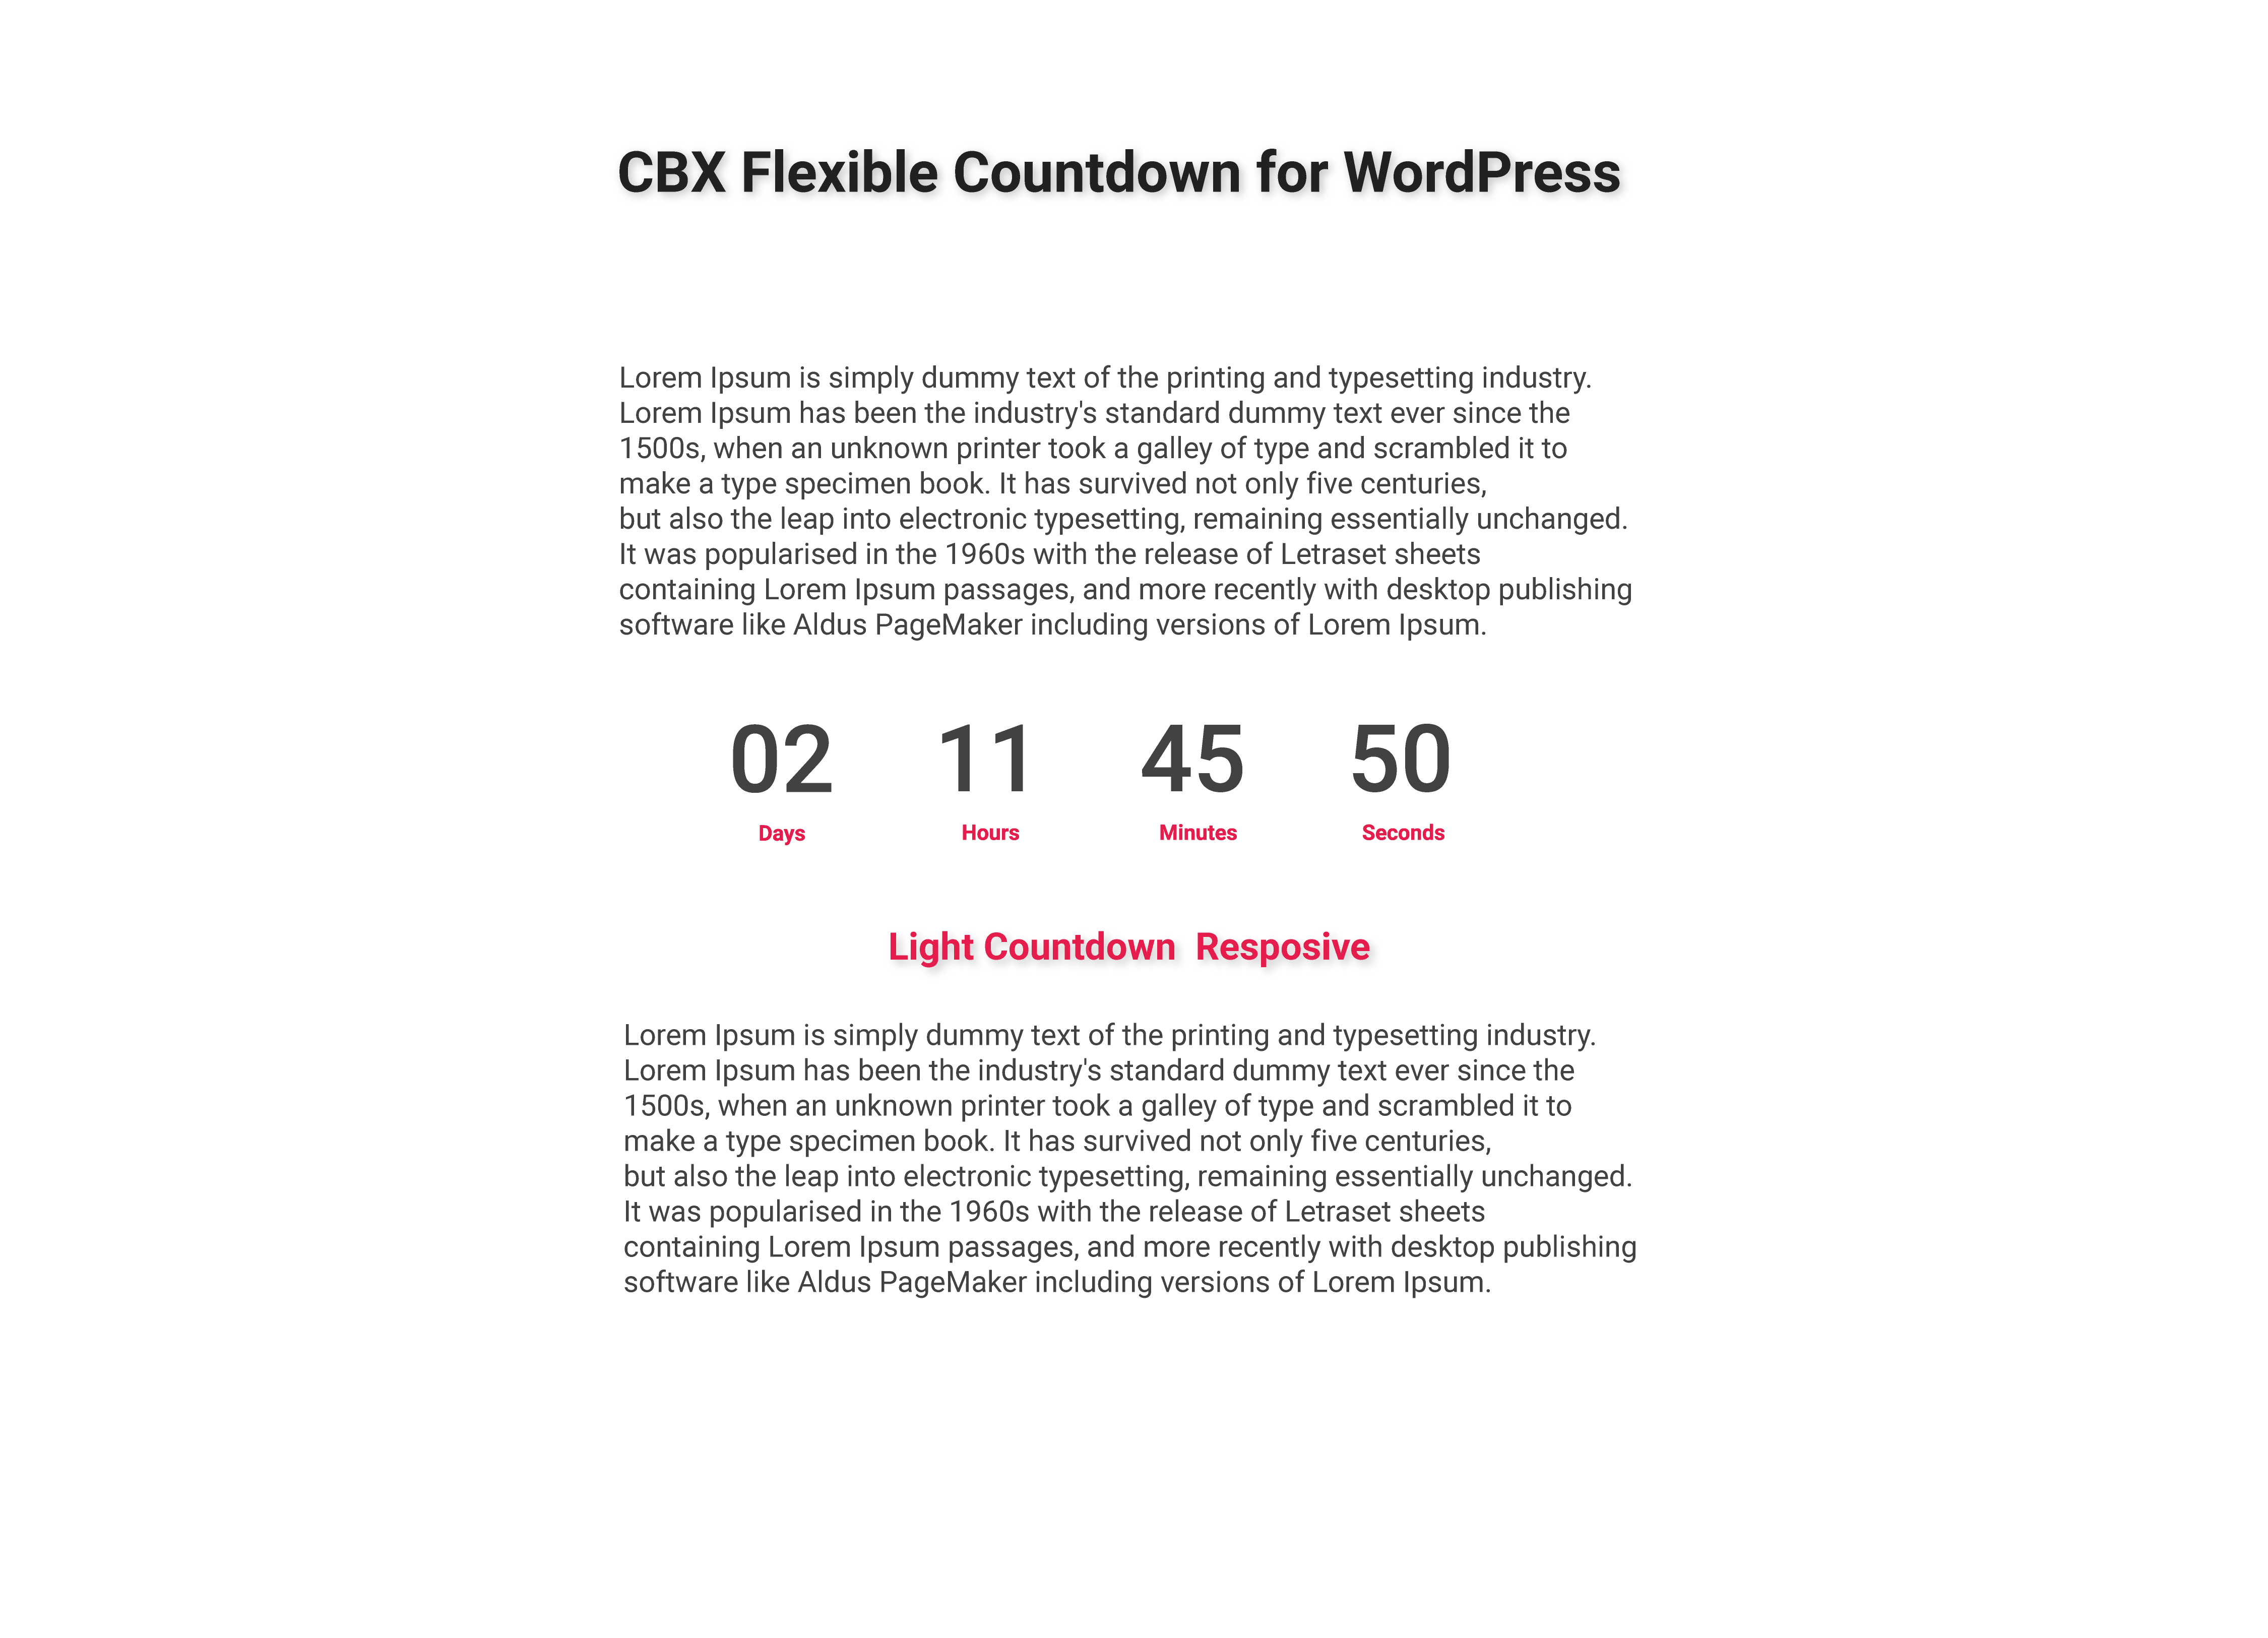 CBX Flexible Countdown for WordPress
Lorem Ipsum is simply dummy text of the printing and typesetting industry.
Lorem Ipsum has been the industry's standard dummy text ever since the
1500s, when an unknown printer took a galley of type and scrambled it to
make a type specimen book. It has survived not only five centuries,
but also the leap into electronic typesetting, remaining essentially unchanged.
It was popularised in the 1960s with the release of Letraset sheets
containing Lorem Ipsum passages, and more recently with desktop publishing
software like Aldus PageMaker including versions of Lorem Ipsum.
02 11 45 50
Days Hours Minutes Seconds
Light Countdown  Resposive
Lorem Ipsum is simply dummy text of the printing and typesetting industry.
Lorem Ipsum has been the industry's standard dummy text ever since the
1500s, when an unknown printer took a galley of type and scrambled it to
make a type specimen book. It has survived not only five centuries,
but also the leap into electronic typesetting, remaining essentially unchanged.
It was popularised in the 1960s with the release of Letraset sheets
containing Lorem Ipsum passages, and more recently with desktop publishing
software like Aldus PageMaker including versions of Lorem Ipsum.